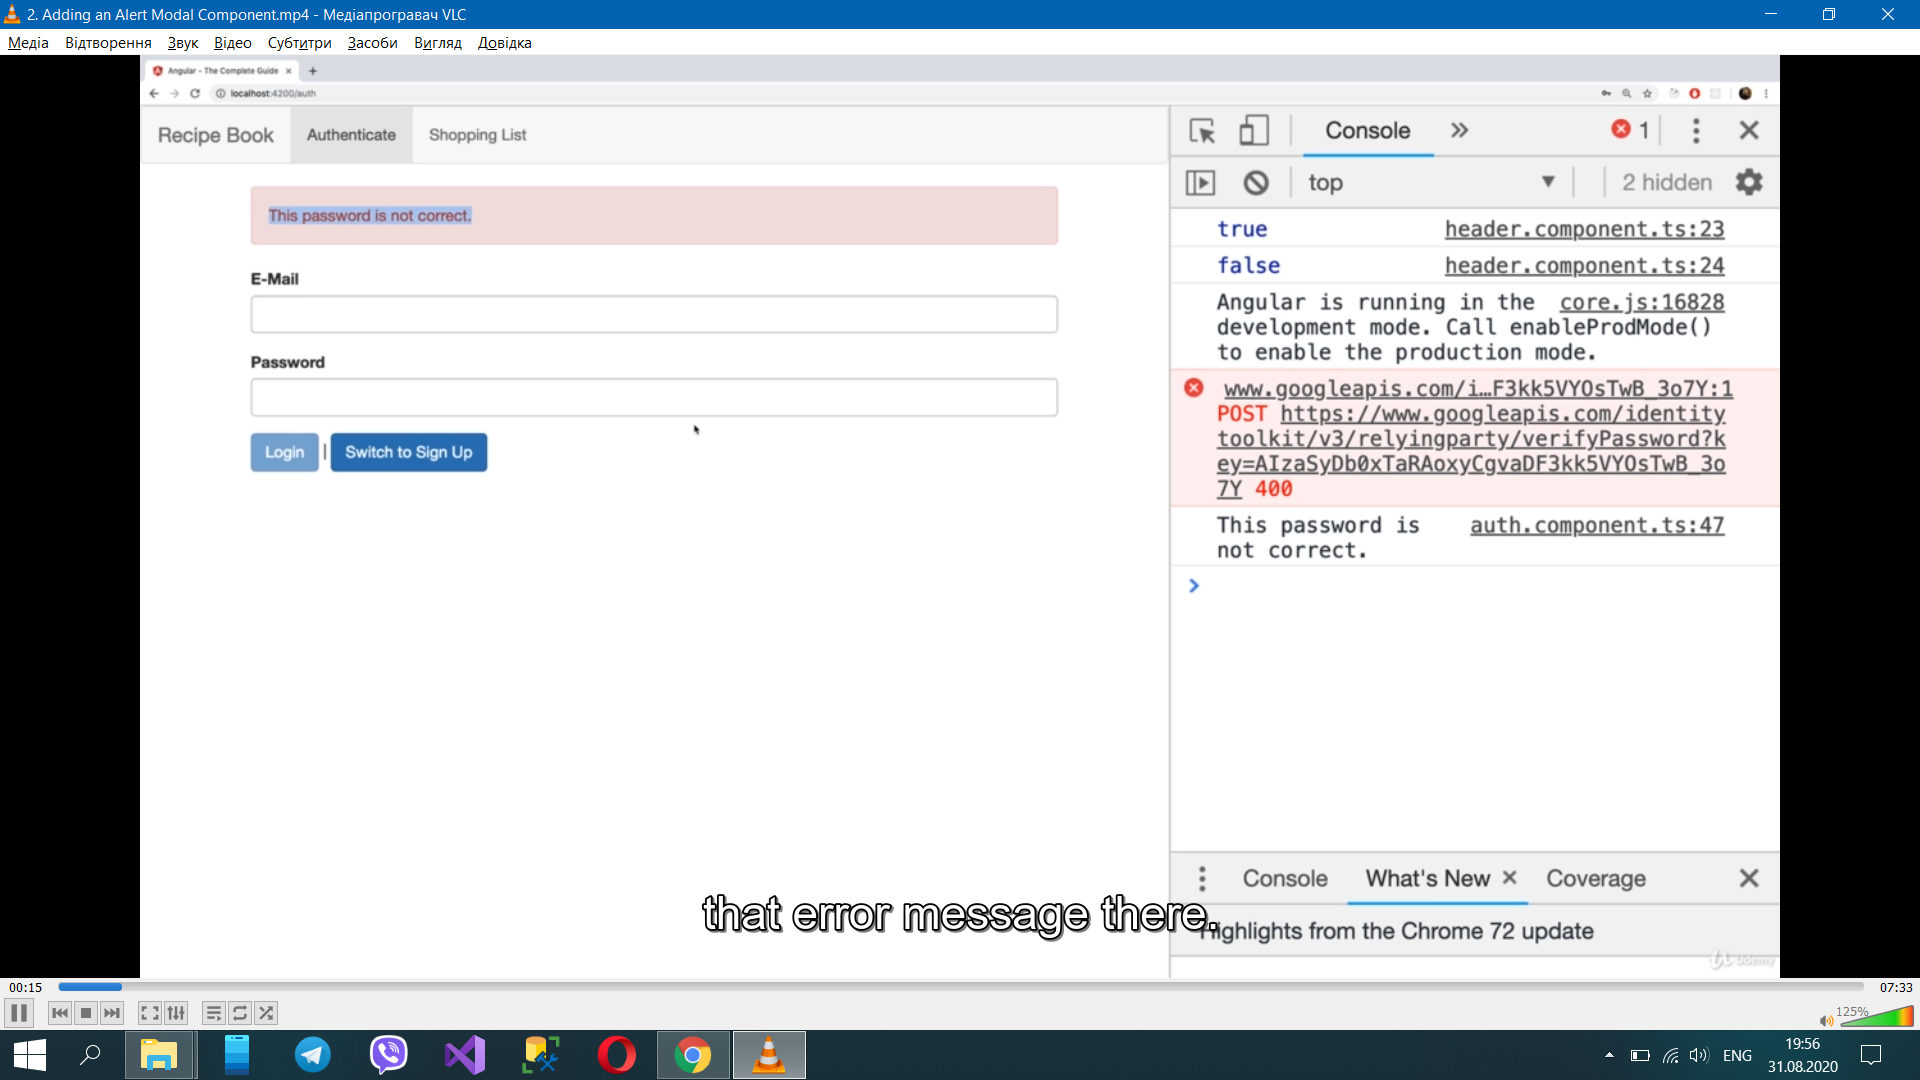 2. Adding an Alert Modal Component.mp4 - Медіапрогравач VLC
Медіа Відтворення Звук Відео Субтитри Засоби Вигляд Довідка
Angular - The Complete Guide
localhost:4200/auth
Recipe Book Authenticate Shopping List
This password is not correct.
E-Mail
Password
Login | Switch to Sign Up
Console 1
top 2 hidden
true header.component.ts:23
false header.component.ts:24
Angular is running in the core.js:16828
development mode. Call enableProdMode()
to enable the production mode.
www.googleapis.com/i…F3kk5VYOsTwB_3o7Y:1
POST https://www.googleapis.com/identity
toolkit/v3/relyingparty/verifyPassword?k
ey=AIzaSyDb0xTaRAoxyCgvaDF3kk5VYOsTwB_3o
7Y 400
This password is auth.component.ts:47
not correct.
Console What's New Coverage
Highlights from the Chrome 72 update
that error message there.
Udemy
00:15 07:33
125%
ENG
19:56
31.08.2020